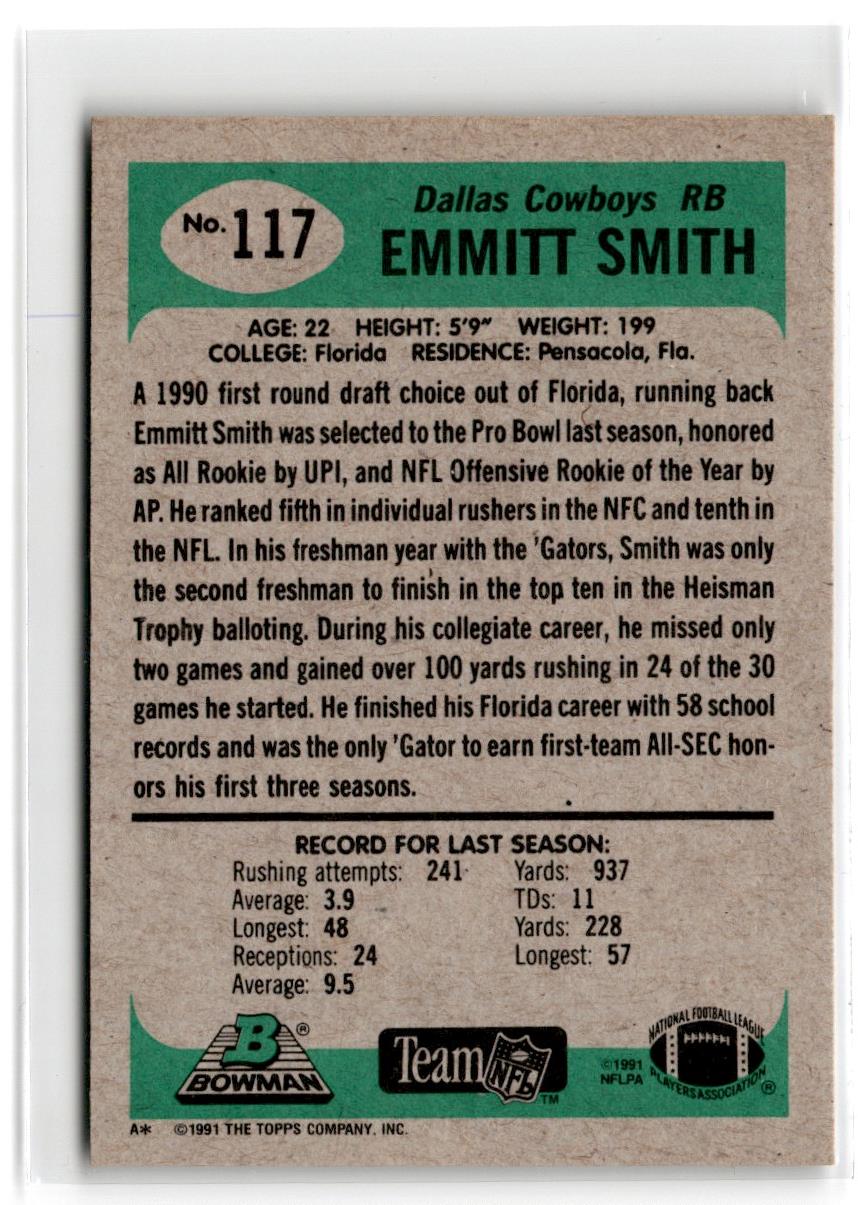 No. 117
Dallas Cowboys RB
EMMITT SMITH
AGE: 22 HEIGHT: 5'9" WEIGHT: 199
COLLEGE: Florida RESIDENCE: Pensacola, Fla.
A 1990 first round draft choice out of Florida, running back
Emmitt Smith was selected to the Pro Bowl last season, honored
as All Rookie by UPI, and NFL Offensive Rookie of the Year by
AP. He ranked fifth in individual rushers in the NFC and tenth in
the NFL. In his freshman year with the 'Gators, Smith was only
the second freshman to finish in the top ten in the Heisman
Trophy balloting. During his collegiate career, he missed only
two games and gained over 100 yards rushing in 24 of the 30
games he started. He finished his Florida career with 58 school
records and was the only 'Gator to earn first-team All-SEC hon-
ors his first three seasons.
RECORD FOR LAST SEASON:
Rushing attempts: 241 Yards: 937
Average: 3.9 TDs: 11
Longest: 48 Yards: 228
Receptions: 24 Longest: 57
Average: 9.5
B ®
BOWMAN
Team NFL ™
©1991
NFLPA
NATIONAL FOOTBALL LEAGUE
PLAYERS ASSOCIATION ®
A* ©1991 THE TOPPS COMPANY, INC.